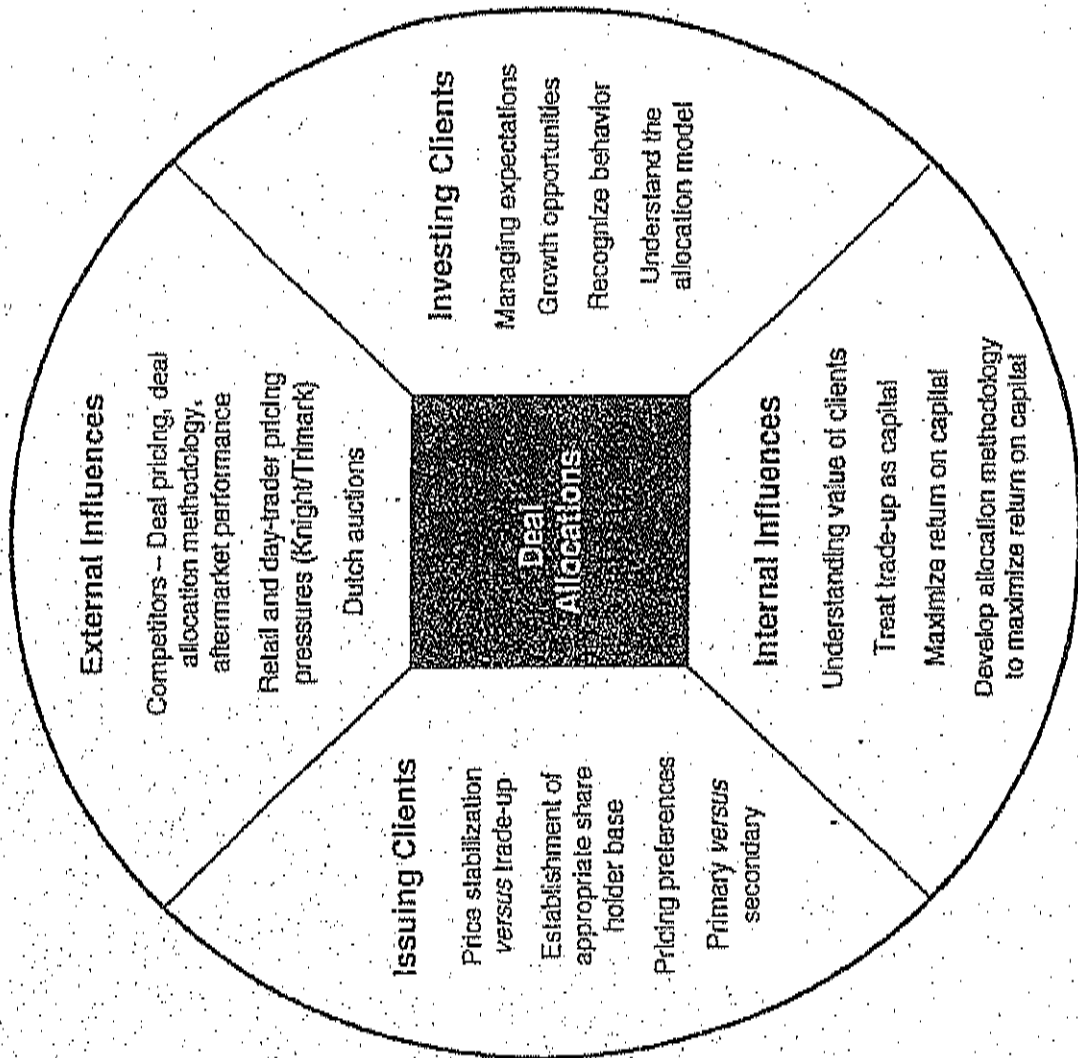 External Influences
Competitors – Deal pricing, deal
allocation methodology,
aftermarket performance
Retail and day-trader pricing
pressures (Knight/Trimark)
Dutch auctions
Issuing Clients
Price stabilization
versus trade-up
Establishment of
appropriate share
holder base
Pricing preferences
Primary versus
secondary
Deal
Allocations
Investing Clients
Managing expectations
Growth opportunities
Recognize behavior
Understand the
allocation model
Internal Influences
Understanding value of clients
Treat trade-up as capital
Maximize return on capital
Develop allocation methodology
to maximize return on capital